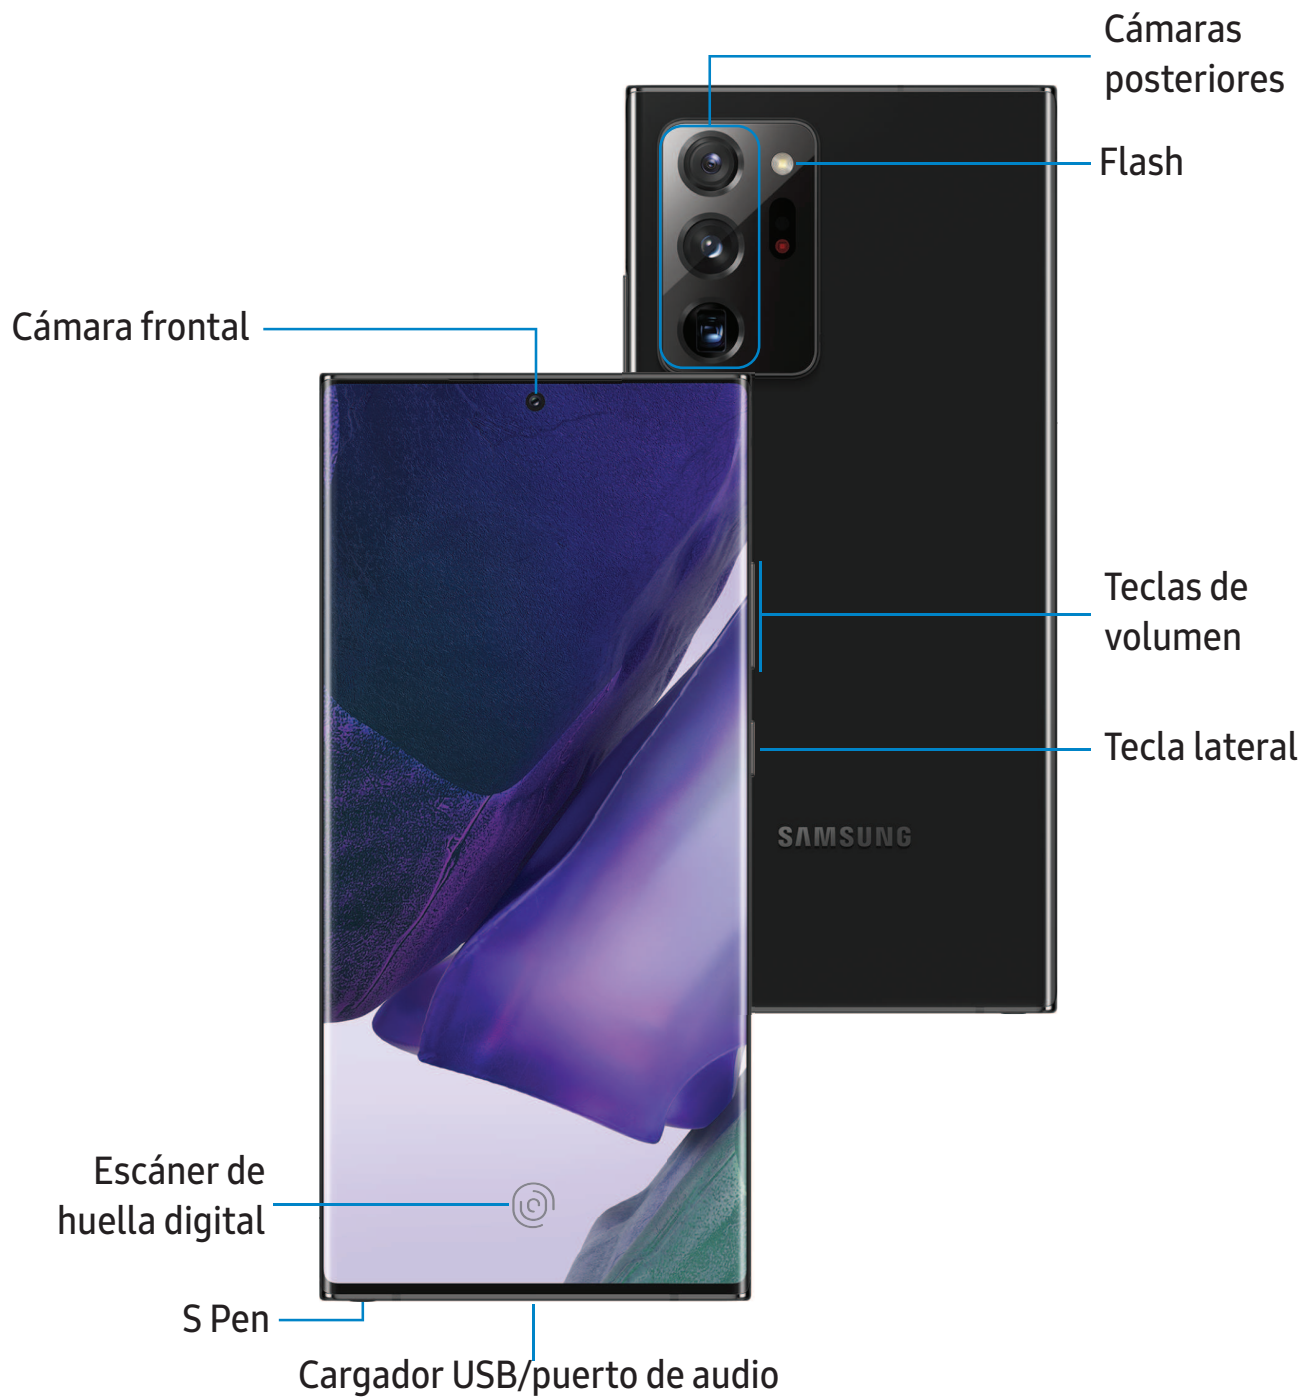 Cámaras
posteriores
Flash
Cámara frontal
Teclas de
volumen
Tecla lateral
SAMSUNG
Escáner de
huella digital
S Pen
Cargador USB/puerto de audio